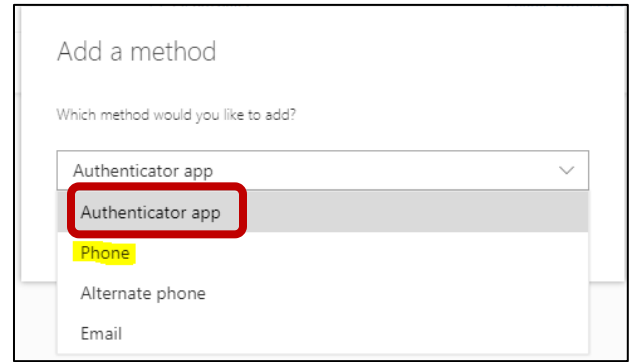 Add a method
Which method would you like to add?
Authenticator app
Authenticator app
Phone
Alternate phone
Email